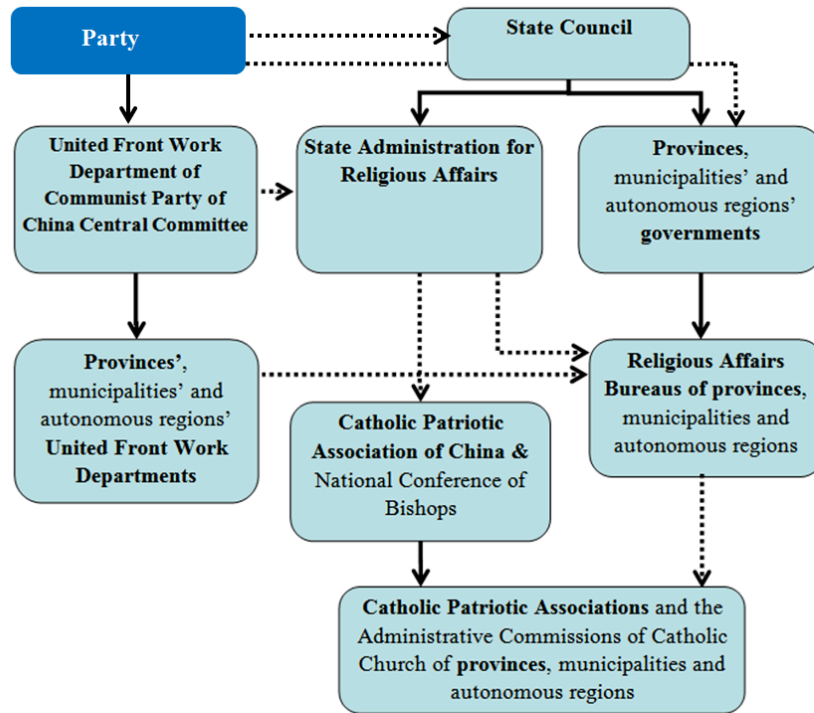 Party
State Council
United Front Work
Department of
Communist Party of
China Central Committee
State Administration for
Religious Affairs
Provinces,
municipalities’ and
autonomous regions’
governments
Provinces’,
municipalities’ and
autonomous regions’
United Front Work
Departments
Religious Affairs
Bureaus of provinces,
municipalities and
autonomous regions
Catholic Patriotic
Association of China &
National Conference of
Bishops
Catholic Patriotic Associations and the
Administrative Commissions of Catholic
Church of provinces, municipalities and
autonomous regions